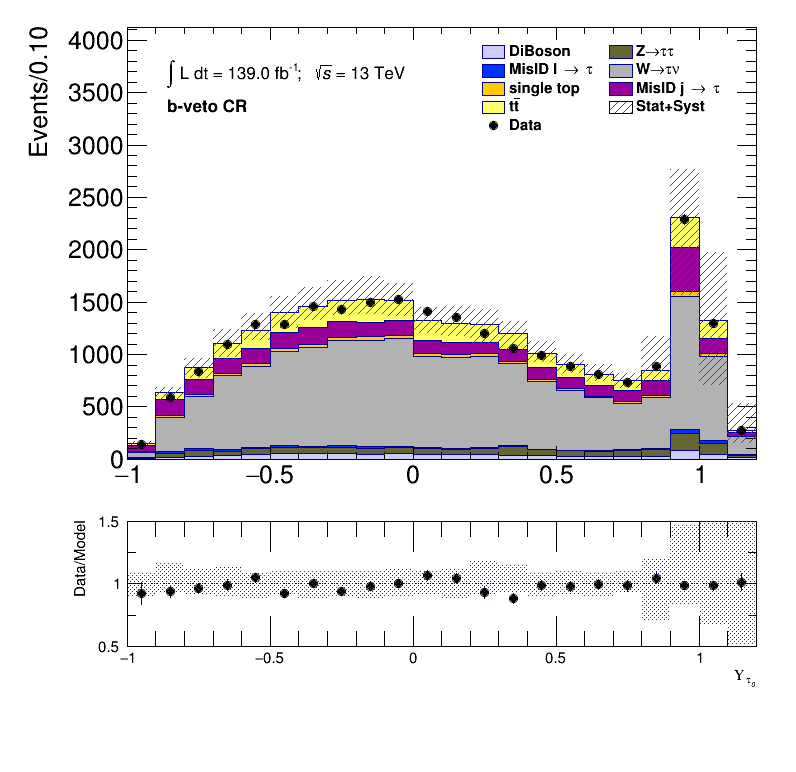 Events/0.10
4000
3500
3000
2500
2000
1500
1000
500
0
∫ L dt = 139.0 fb⁻¹; √s = 13 TeV
b-veto CR
DiBoson
MisID l → τ
single top
tt̄
Data
Z→ττ
W→τν
MisID j → τ
Stat+Syst
−1 −0.5 0 0.5 1
Data/Model
1.5
1
0.5
−1 −0.5 0 0.5 1